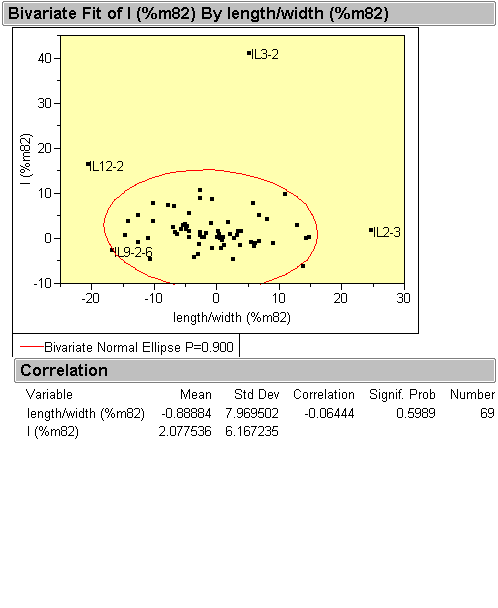 Bivariate Fit of l (%m82) By length/width (%m82)
40
30
20
10
0
-10
l (%m82)
IL3-2
IL12-2
IL2-3
IL9-2-6
-20 -10 0 10 20 30
length/width (%m82)
Bivariate Normal Ellipse P=0.900
Correlation
Variable Mean Std Dev Correlation Signif. Prob Number
length/width (%m82) -0.88884 7.969502 -0.06444 0.5989 69
l (%m82) 2.077536 6.167235